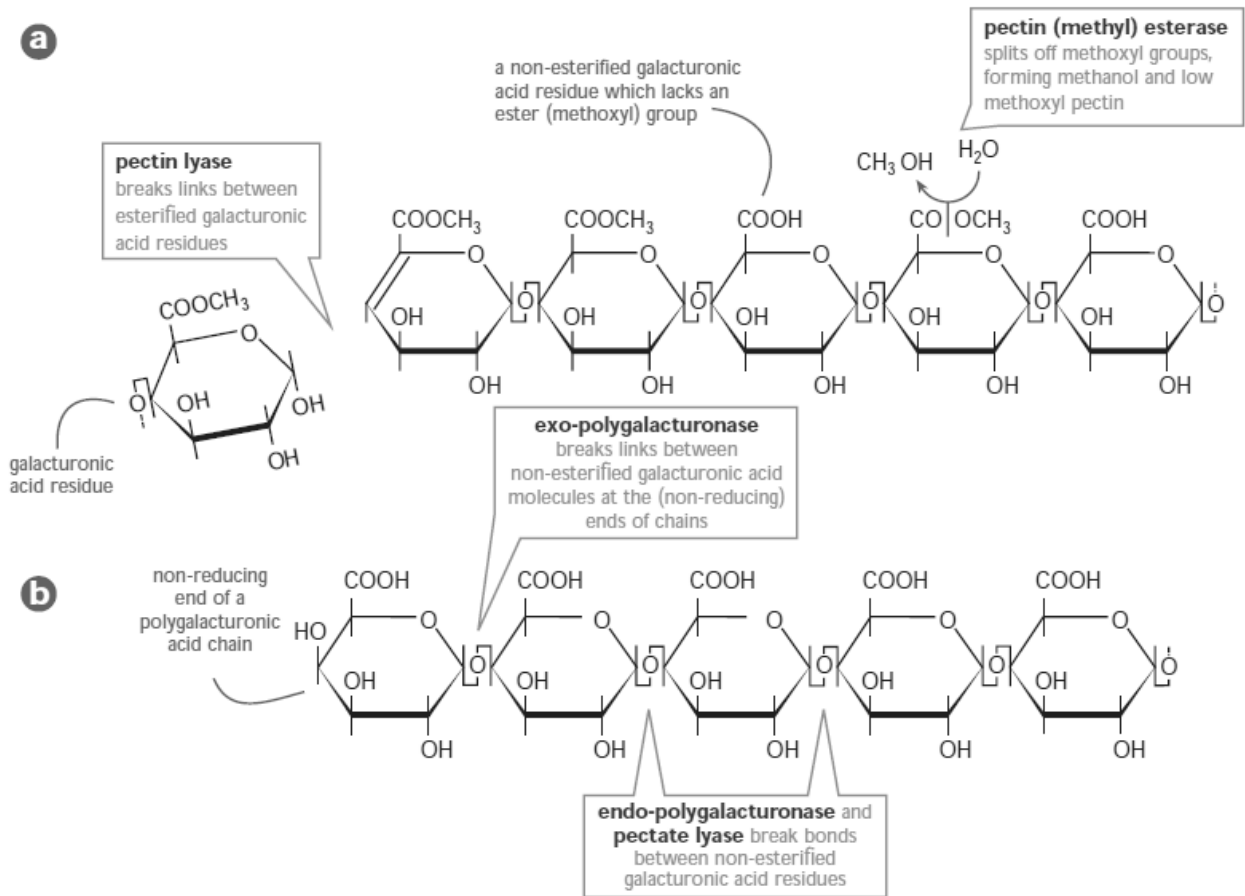 a
pectin (methyl) esterase
splits off methoxyl groups,
forming methanol and low
methoxyl pectin
a non-esterified galacturonic
acid residue which lacks an
ester (methoxyl) group
pectin lyase
breaks links between
esterified galacturonic
acid residues
CH3 OH H2O
COOCH3 COOCH3 COOH CO OCH3 COOH
O O O O O
O O O O O
OH OH OH OH OH
OH OH OH OH OH
COOCH3
O
O OH OH
OH
galacturonic
acid residue
exo-polygalacturonase
breaks links between
non-esterified galacturonic acid
molecules at the (non-reducing)
ends of chains
b
non-reducing
end of a
polygalacturonic
acid chain
COOH COOH COOH COOH COOH
HO O O O O O
O O O O O
OH OH OH OH OH
OH OH OH OH OH
endo-polygalacturonase and
pectate lyase break bonds
between non-esterified
galacturonic acid residues